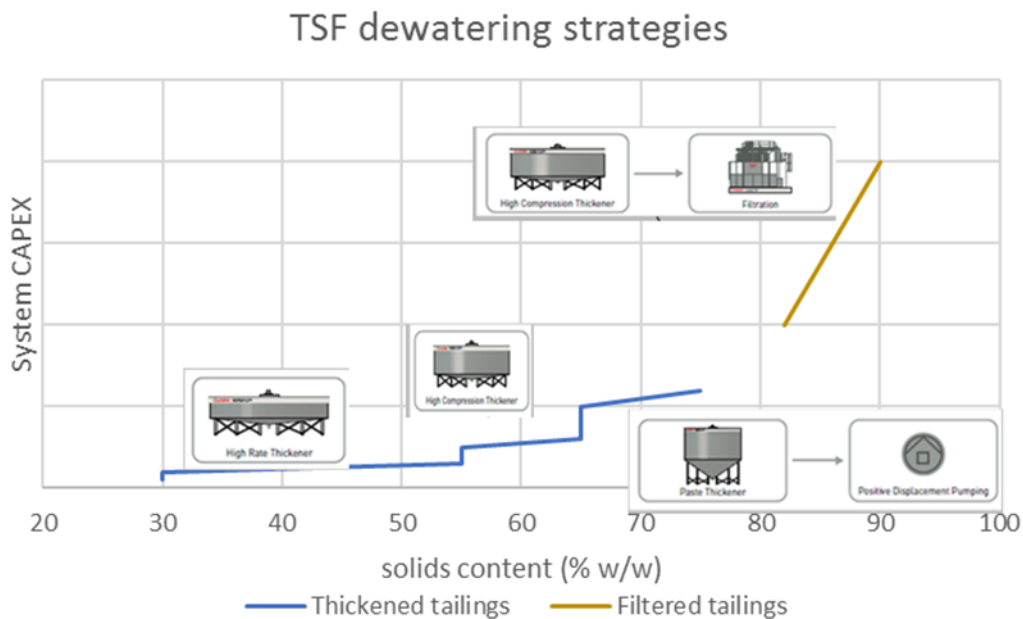 TSF dewatering strategies
System CAPEX
High Compression Thickener
Filtration
High Compression Thickener
High Rate Thickener
Paste Thickener
Positive Displacement Pumping
20 30 40 50 60 70 80 90 100
solids content (% w/w)
Thickened tailings Filtered tailings